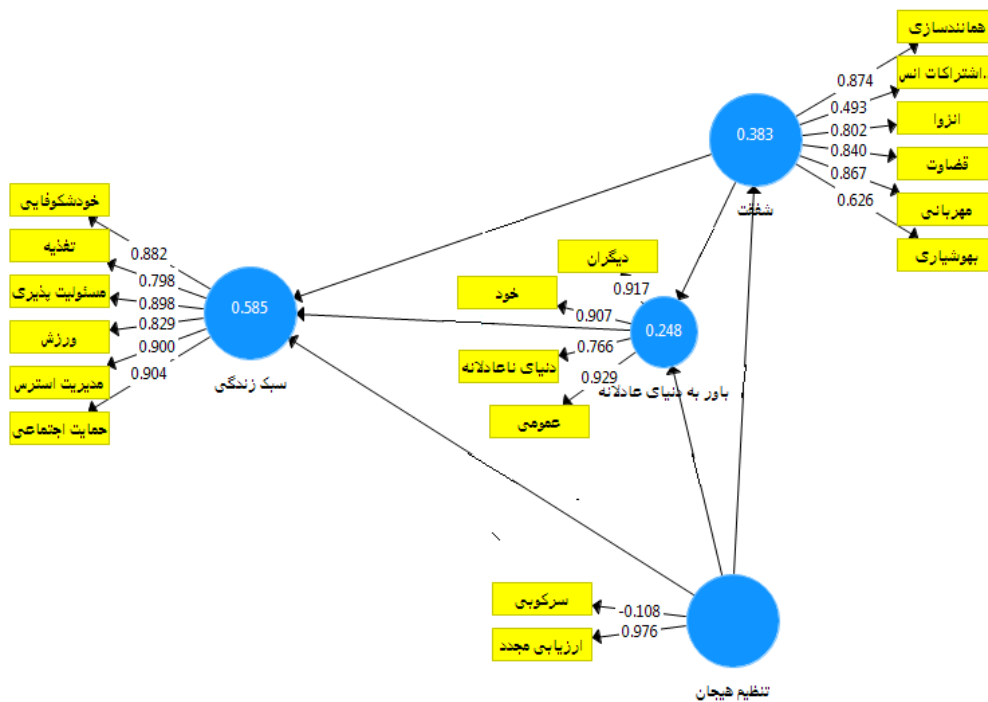 همانندسازی
0.874
اشتراکات انس.
0.493
انزوا
0.802
قضاوت
0.840
مهربانی
0.867
بهوشیاری
0.626
0.383
شفقت
خودشکوفایی
0.882
تغذیه
0.798
مسئولیت پذیری
0.898
ورزش
0.829
مدیریت استرس
0.900
حمایت اجتماعی
0.904
0.585
سبک زندگی
دیگران
0.917
خود
0.907
دنیای ناعادلانه
0.766
عمومی
0.929
0.248
باور به دنیای عادلانه
سرکوبی
-0.108
ارزیابی مجدد
0.976
تنظیم هیجان